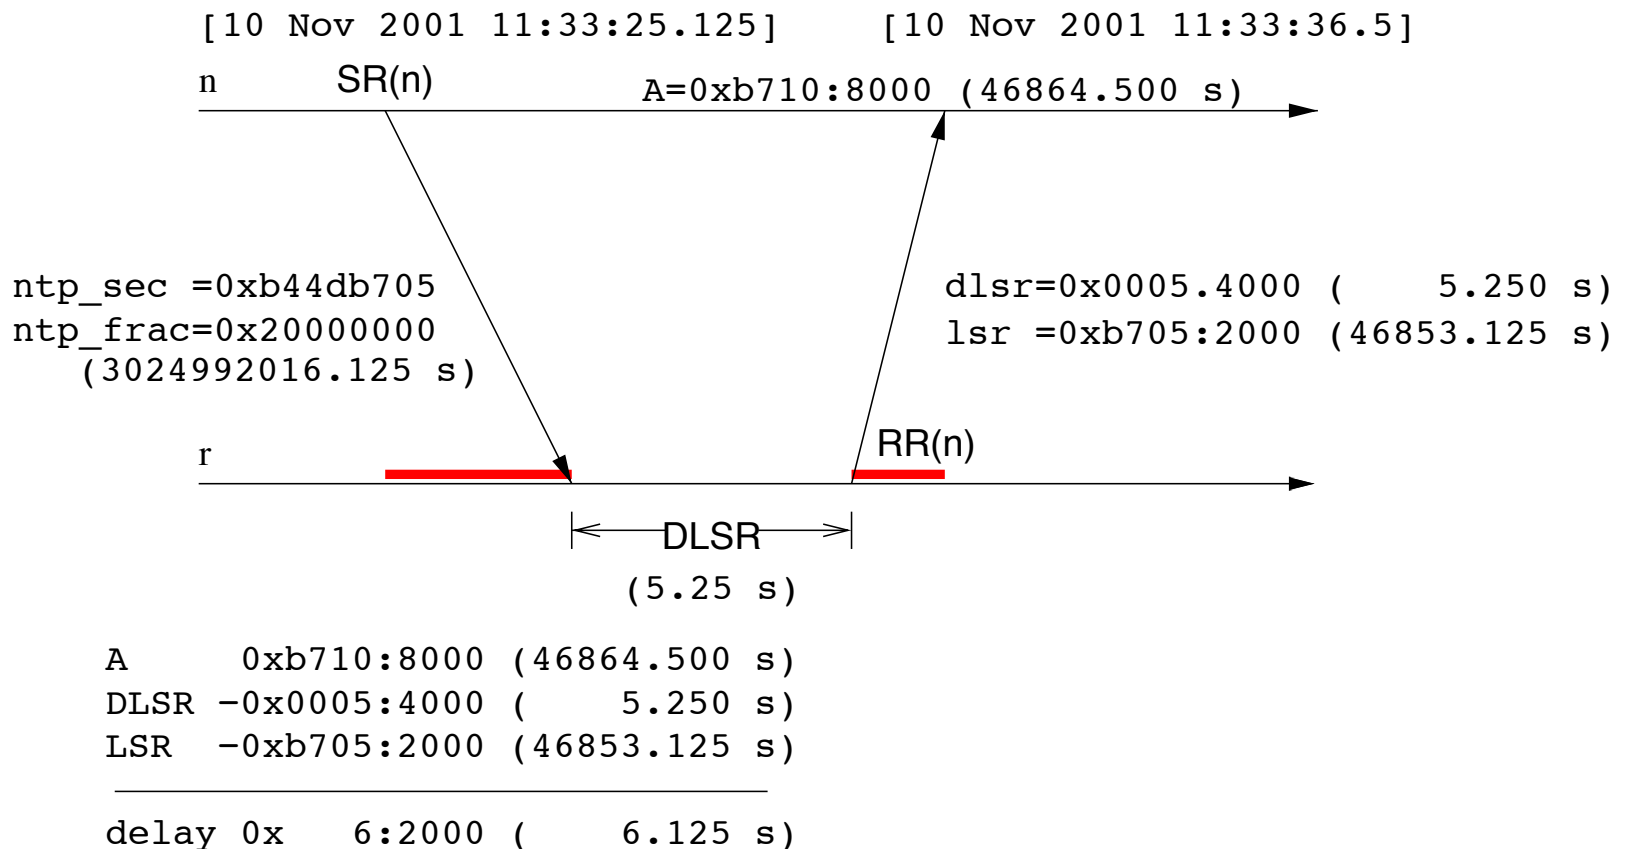 [10 Nov 2001 11:33:25.125] [10 Nov 2001 11:33:36.5]
n SR(n) A=0xb710:8000 (46864.500 s)
ntp_sec =0xb44db705 dlsr=0x0005.4000 ( 5.250 s)
ntp_frac=0x20000000 lsr =0xb705:2000 (46853.125 s)
(3024992016.125 s)
r RR(n)
DLSR
(5.25 s)
A 0xb710:8000 (46864.500 s)
DLSR −0x0005:4000 ( 5.250 s)
LSR −0xb705:2000 (46853.125 s)
delay 0x 6:2000 ( 6.125 s)